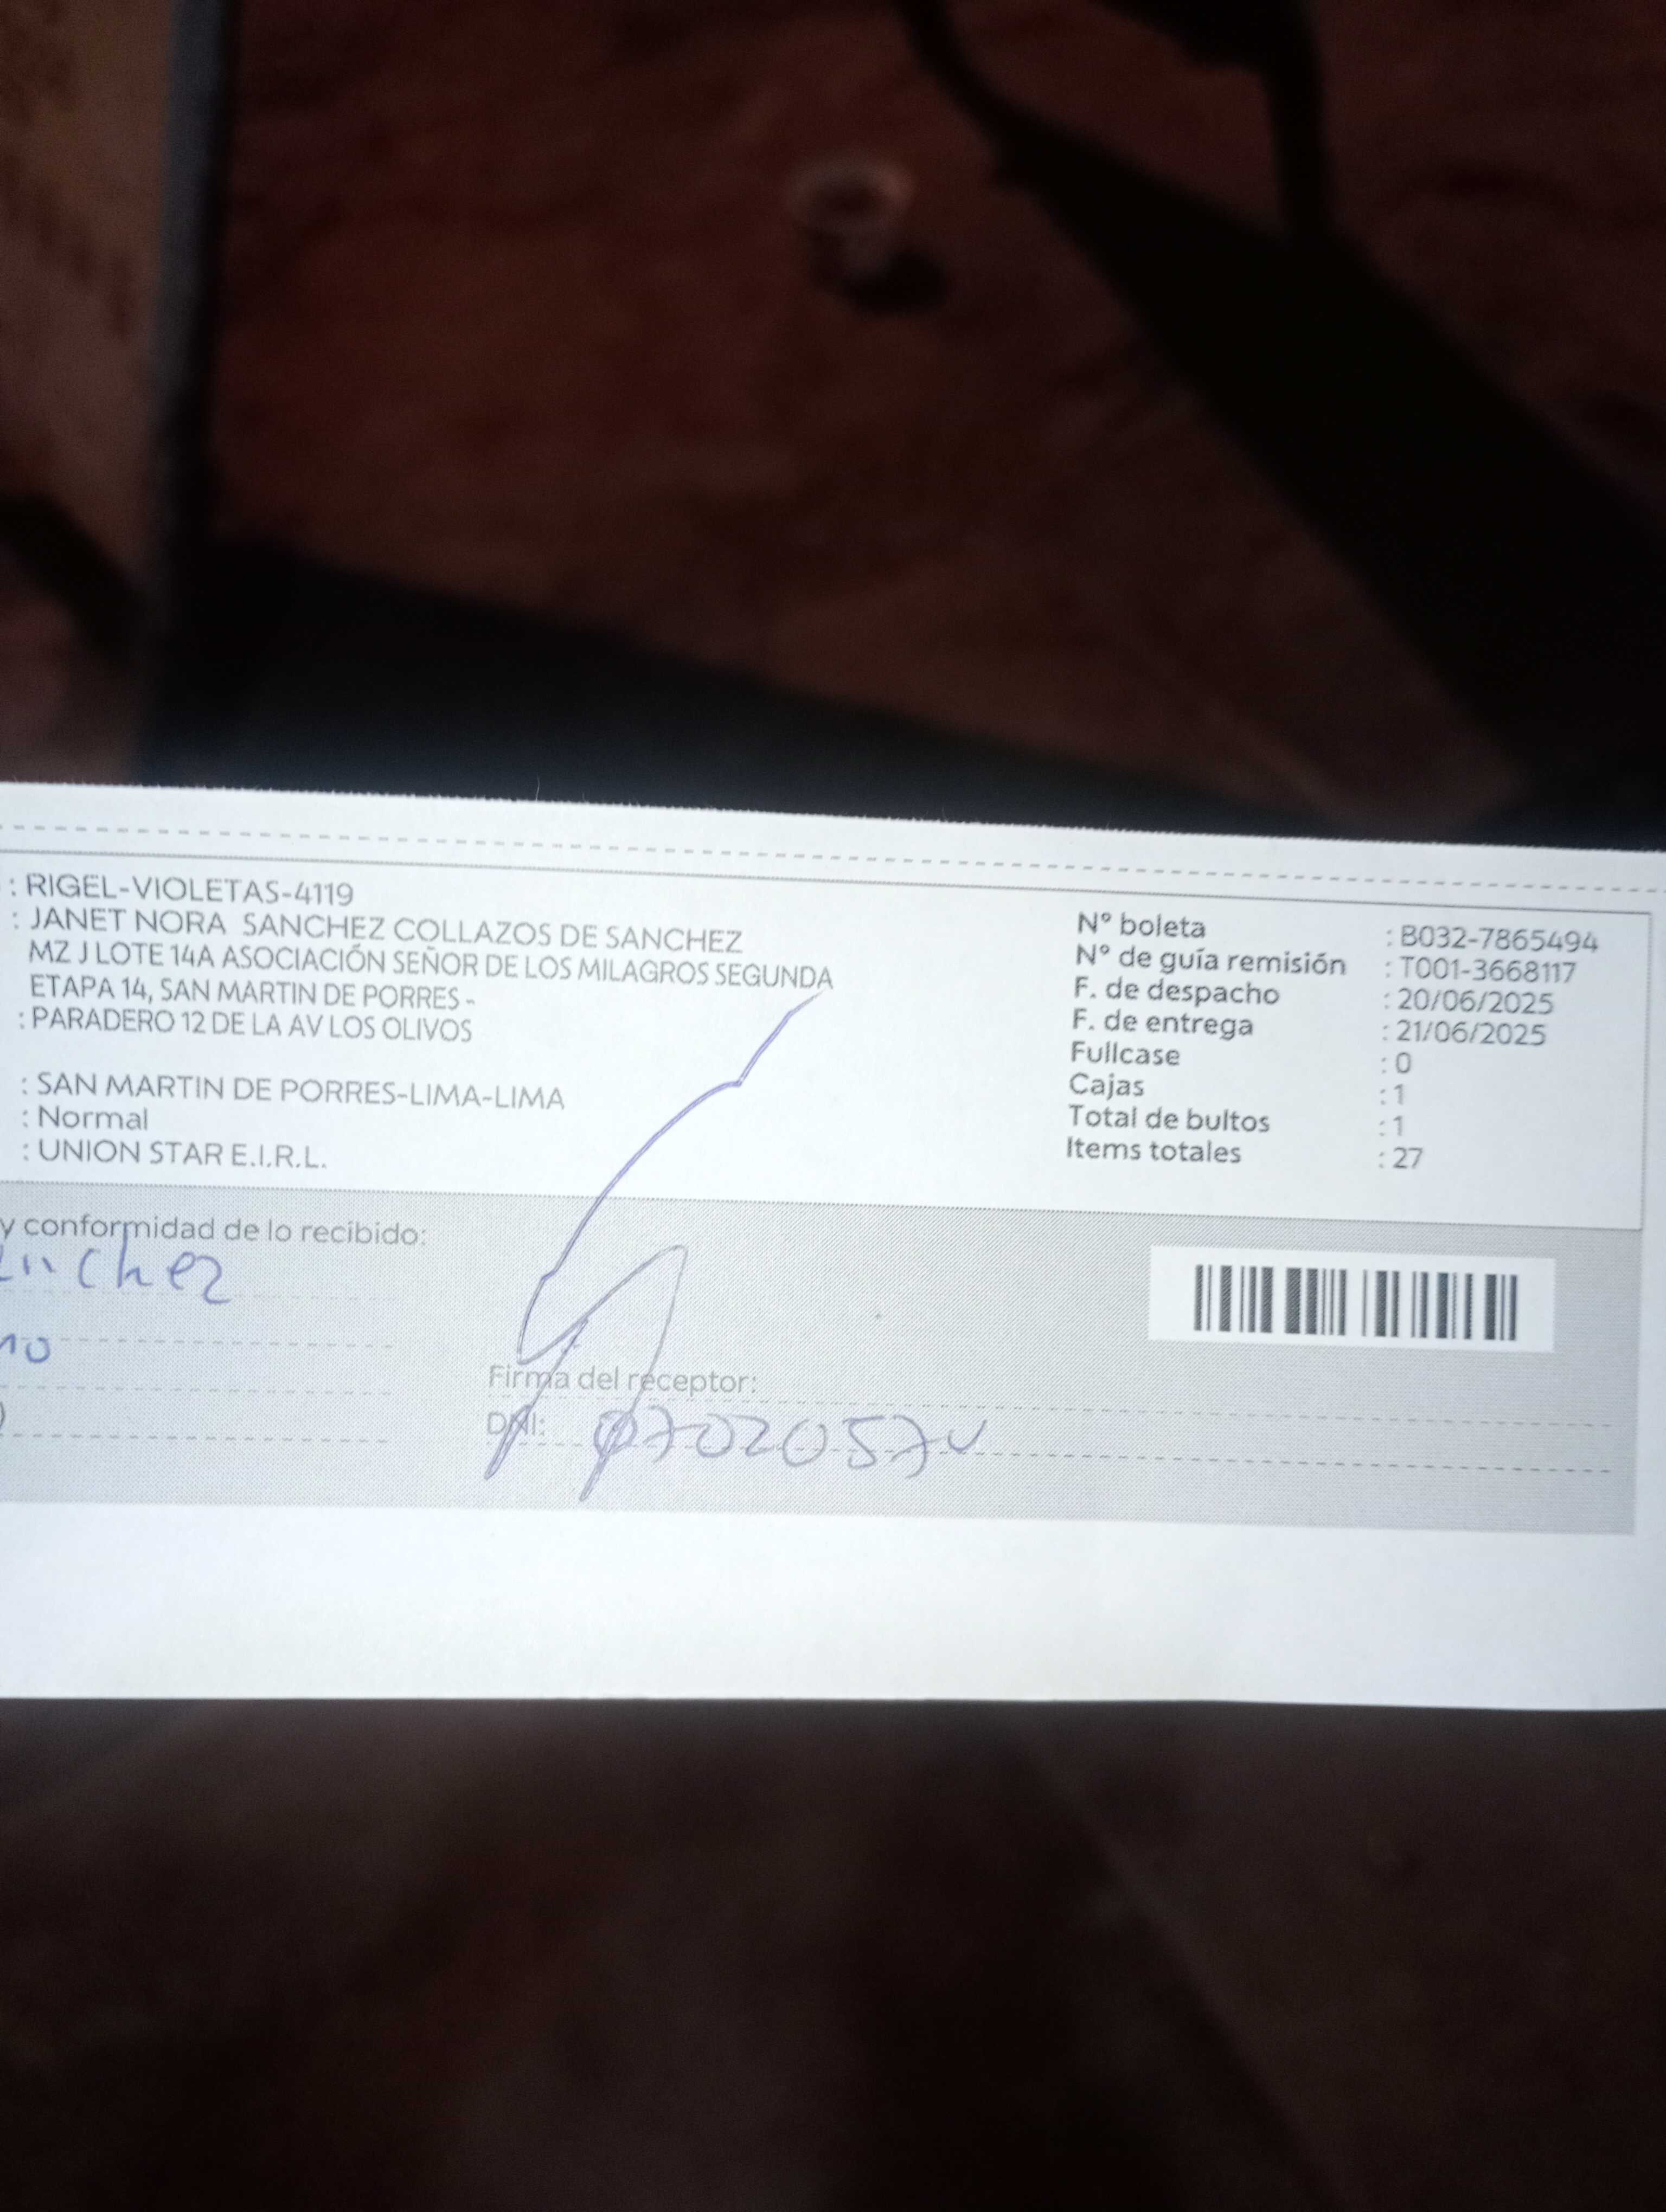 : RIGEL-VIOLETAS-4119
: JANET NORA  SANCHEZ COLLAZOS DE SANCHEZ
MZ J LOTE 14A ASOCIACIÓN SEÑOR DE LOS MILAGROS SEGUNDA
ETAPA 14, SAN MARTIN DE PORRES -
: PARADERO 12 DE LA AV LOS OLIVOS
: SAN MARTIN DE PORRES-LIMA-LIMA
: Normal
: UNION STAR E.I.R.L.
Nº boleta : B032-7865494
Nº de guía remisión : T001-3668117
F. de despacho : 20/06/2025
F. de entrega : 21/06/2025
Fullcase : 0
Cajas : 1
Total de bultos : 1
Items totales : 27
y conformidad de lo recibido:
Firma del receptor:
DNI: